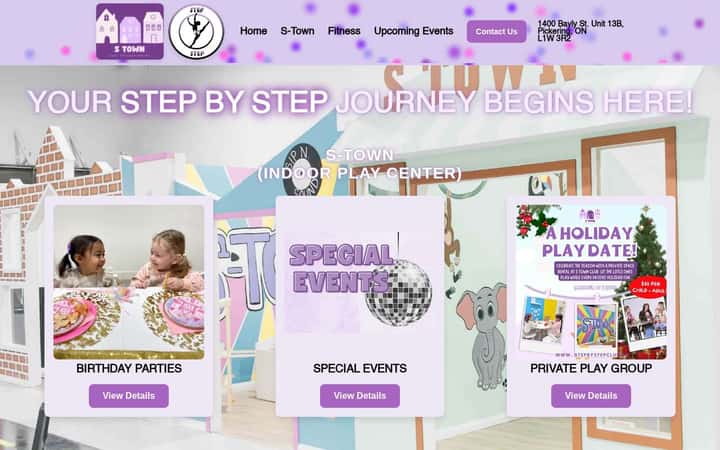 S TOWN
STEP
STEP
Home
S-Town
Fitness
Upcoming Events
Contact Us
1400 Bayly St. Unit 13B,
Pickering, ON
L1W 3R2
S TOWN
YOUR STEP BY STEP JOURNEY BEGINS HERE!
S-TOWN
(INDOOR PLAY CENTER)
SPECIAL
EVENTS
A HOLIDAY
PLAY DATE!
BIRTHDAY PARTIES
SPECIAL EVENTS
PRIVATE PLAY GROUP
View Details
View Details
View Details